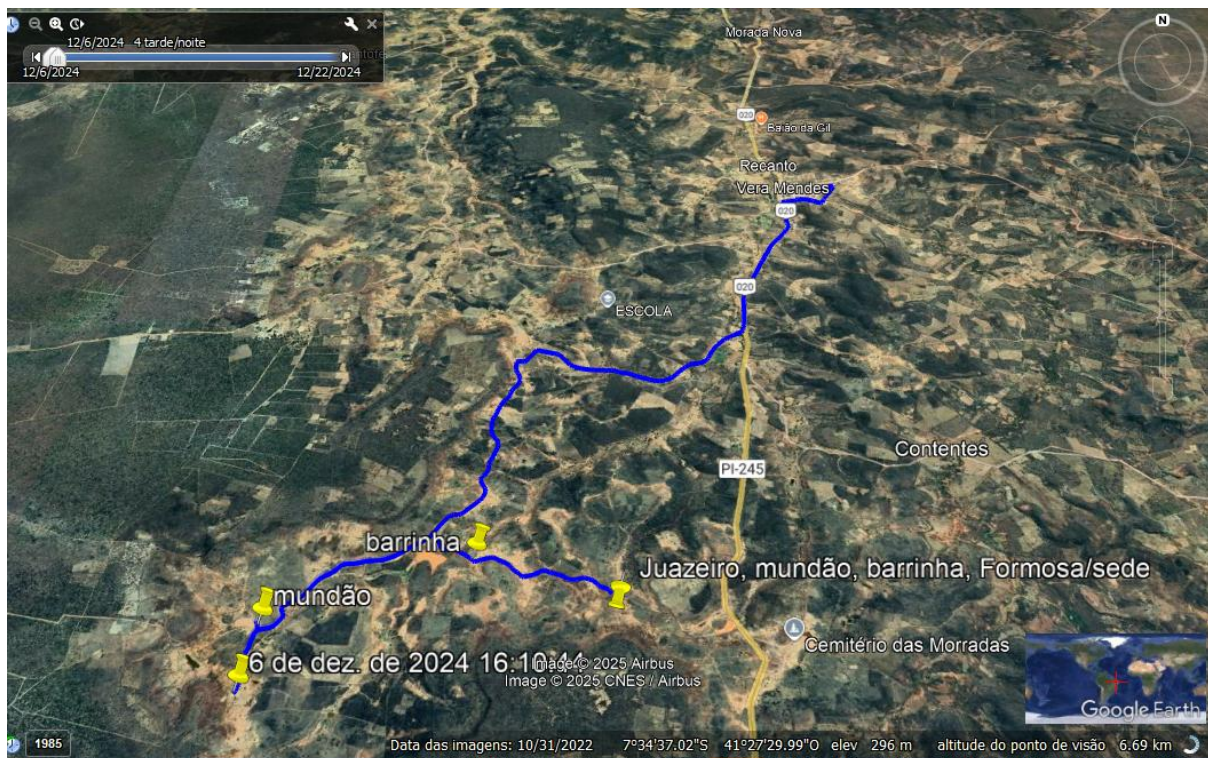 12/6/2024 4 tarde/noite
12/6/2024
12/22/2024
Morada Nova
N
020
Baião da Gil
Recanto
Vera Mendes
020
020
ESCOLA
Contentes
PI-245
barrinha
Juazeiro, mundão, barrinha, Formosa/sede
mundão
Cemitério das Morradas
6 de dez. de 2024 16:10:44
Image © 2025 Airbus
Image © 2025 CNES / Airbus
Google Earth
1985
Data das imagens: 10/31/2022 7°34'37.02"S 41°27'29.99"O elev 296 m altitude do ponto de visão 6.69 km